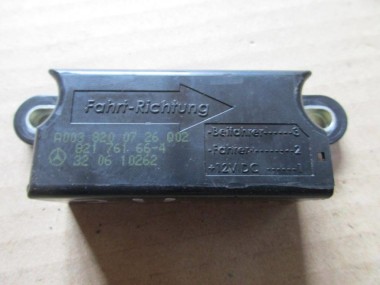 Fahrt-Richtung
A003 820 07 26 002
821 761 66-4
32 06 10262
-Beifahrer------3
-Fahrer--------2
+12V DC ------1